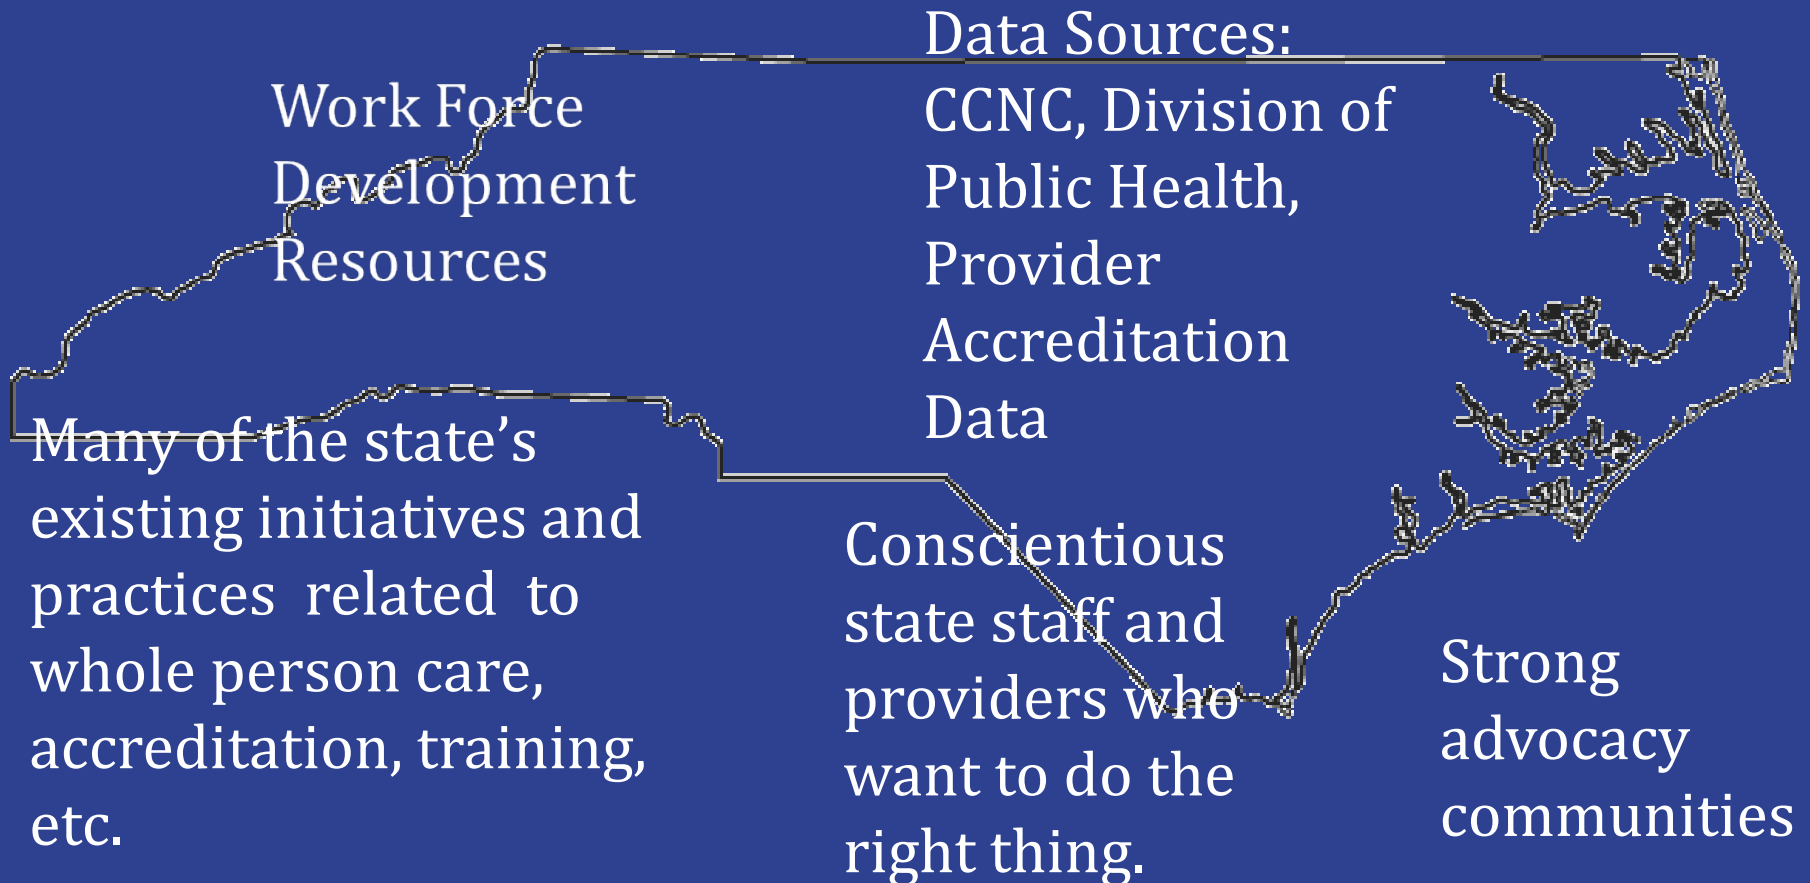 Work Force
Development
Resources
Data Sources:
CCNC, Division of
Public Health,
Provider
Accreditation
Data
Many of the state’s
existing initiatives and
practices related to
whole person care,
accreditation, training,
etc.
Conscientious
state staff and
providers who
want to do the
right thing.
Strong
advocacy
communities